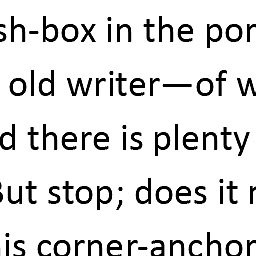 sh-box in the por
old writer—of w
d there is plenty
But stop; does it r
is corner-anchor